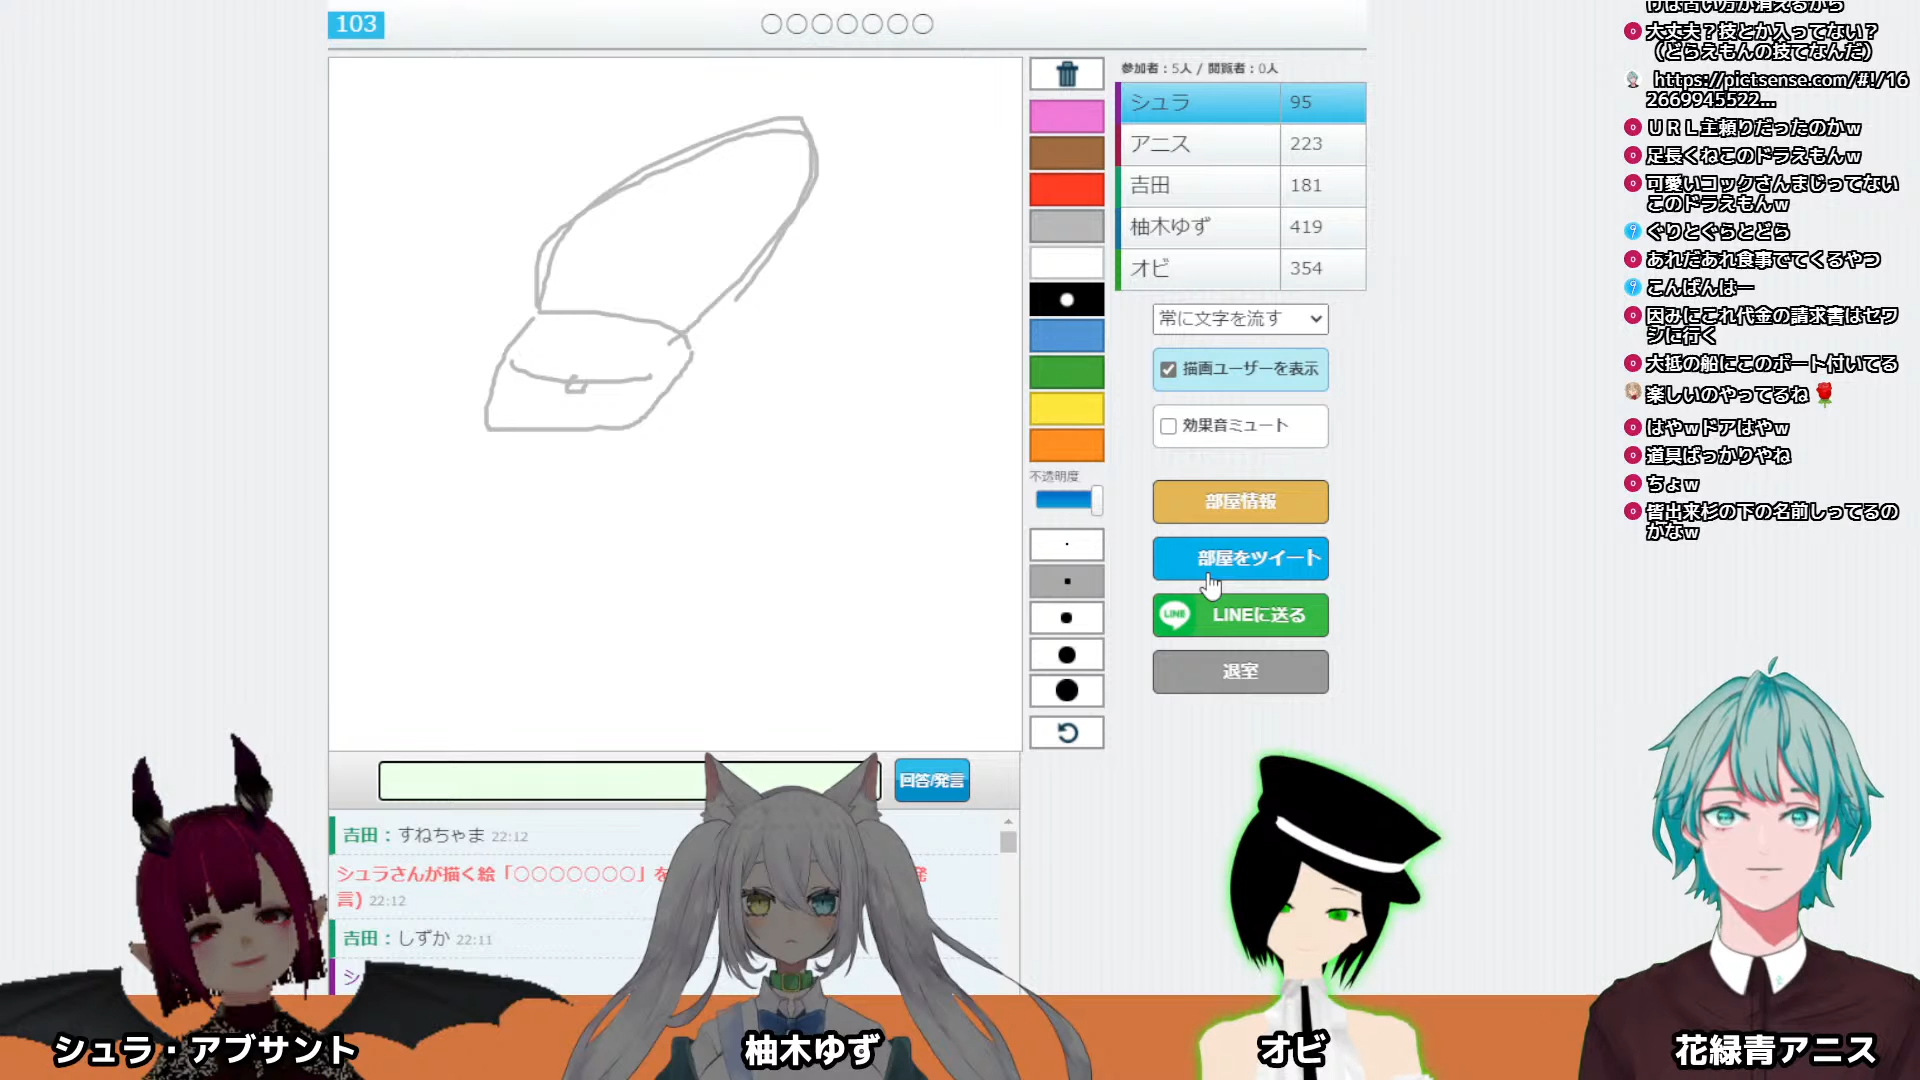 103
○○○○○○○
参加者：5人 / 閲覧者：0人
シュラ 95
アニス 223
吉田 181
柚木ゆず 419
オビ 354
常に文字を流す
描画ユーザーを表示
効果音ミュート
不透明度
部屋情報
部屋をツイート
LINE LINEに送る
退室
回答/発言
吉田：すねちゃま 22:12
シュラさんが描く絵「○○○○○○○」を
発
言) 22:12
吉田：しずか 22:11
シ
大丈夫？技とか入ってない？
（どらえもんの技てなんだ）
https://pictsense.com/#!/16
2669945522...
ＵＲＬ主頼りだったのかｗ
足長くねこのドラえもんｗ
可愛いコックさんまじってない
このドラえもんｗ
ぐりとぐらとどら
あれだあれ食事でてくるやつ
こんばんはー
因みにこれ代金の請求書はセワ
シに行く
大抵の船にこのボート付いてる
楽しいのやってるね🌹
はやｗドアはやｗ
道具ばっかりやね
ちょｗ
皆出来杉の下の名前しってるの
かなｗ
シュラ・アブサント
柚木ゆず
オビ
花緑青アニス